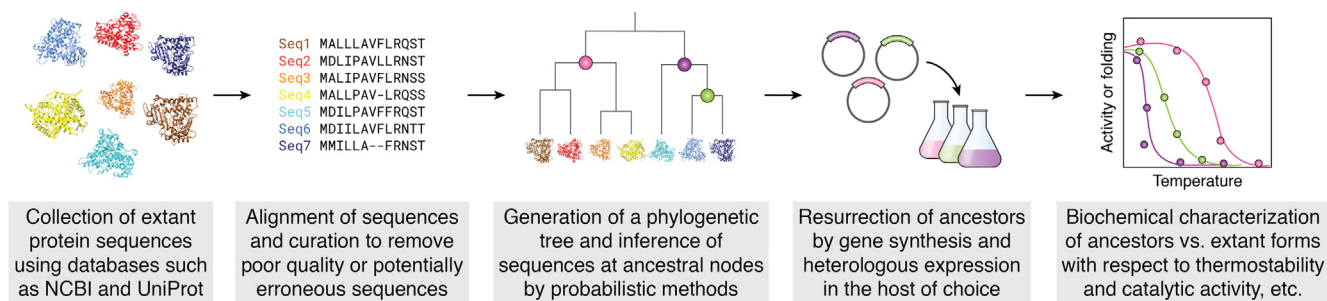 Seq1 MALLLAVFLRQST
Seq2 MDLIPAVLLRNST
Seq3 MALIPAVFLRNSS
Seq4 MALLPAV-LRQSS
Seq5 MDILPAVFFRQST
Seq6 MDIILAVFLRNTT
Seq7 MMILLA--FRNST
Activity or folding
Temperature
Collection of extant
protein sequences
using databases such
as NCBI and UniProt
Alignment of sequences
and curation to remove
poor quality or potentially
erroneous sequences
Generation of a phylogenetic
tree and inference of
sequences at ancestral nodes
by probabilistic methods
Resurrection of ancestors
by gene synthesis and
heterologous expression
in the host of choice
Biochemical characterization
of ancestors vs. extant forms
with respect to thermostability
and catalytic activity, etc.